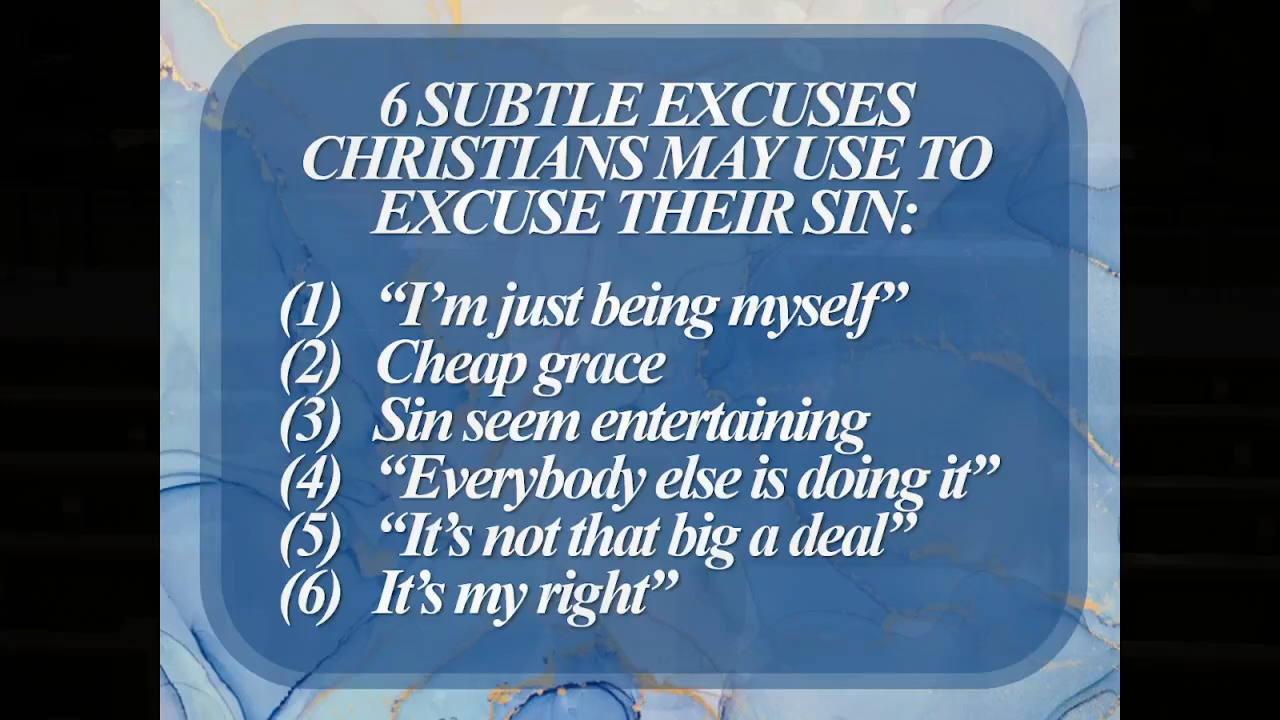 6 SUBTLE EXCUSES
CHRISTIANS MAY USE TO
EXCUSE THEIR SIN:
(1) “I’m just being myself”
(2) Cheap grace
(3) Sin seem entertaining
(4) “Everybody else is doing it”
(5) “It’s not that big a deal”
(6) It’s my right”